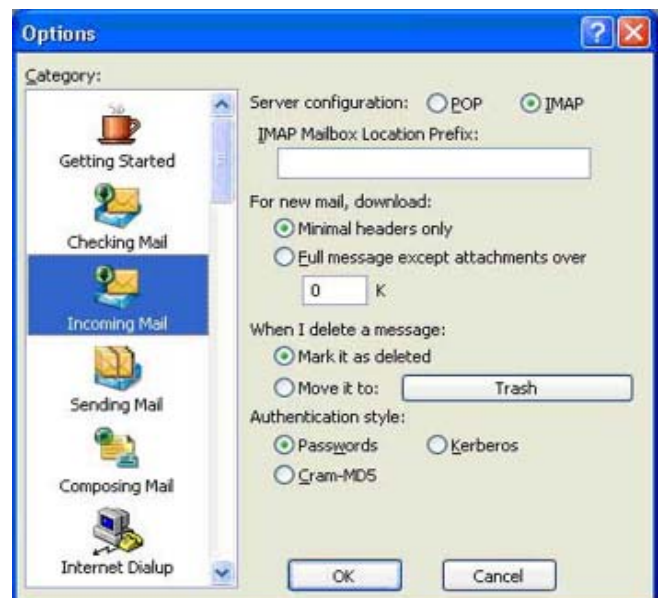 Options
Category:
Getting Started
Checking Mail
Incoming Mail
Sending Mail
Composing Mail
Internet Dialup
Server configuration: POP IMAP
IMAP Mailbox Location Prefix:
For new mail, download:
Minimal headers only
Full message except attachments over
0 K
When I delete a message:
Mark it as deleted
Move it to: Trash
Authentication style:
Passwords Kerberos
Cram-MD5
OK Cancel